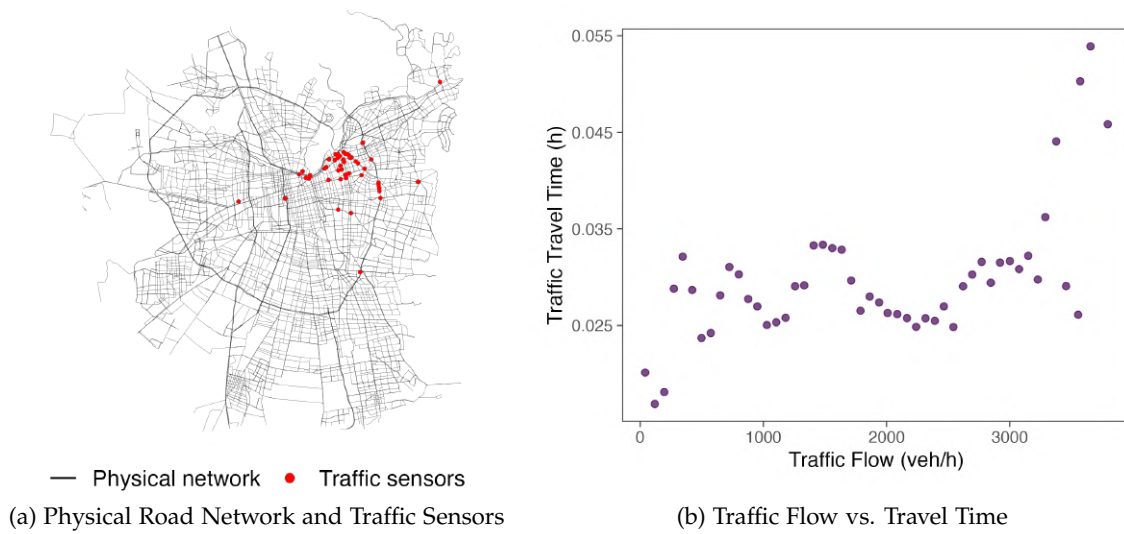 Physical network
Traffic sensors
(a) Physical Road Network and Traffic Sensors
0.055
0.045
0.035
0.025
Traffic Travel Time (h)
0
1000
2000
3000
Traffic Flow (veh/h)
(b) Traffic Flow vs. Travel Time